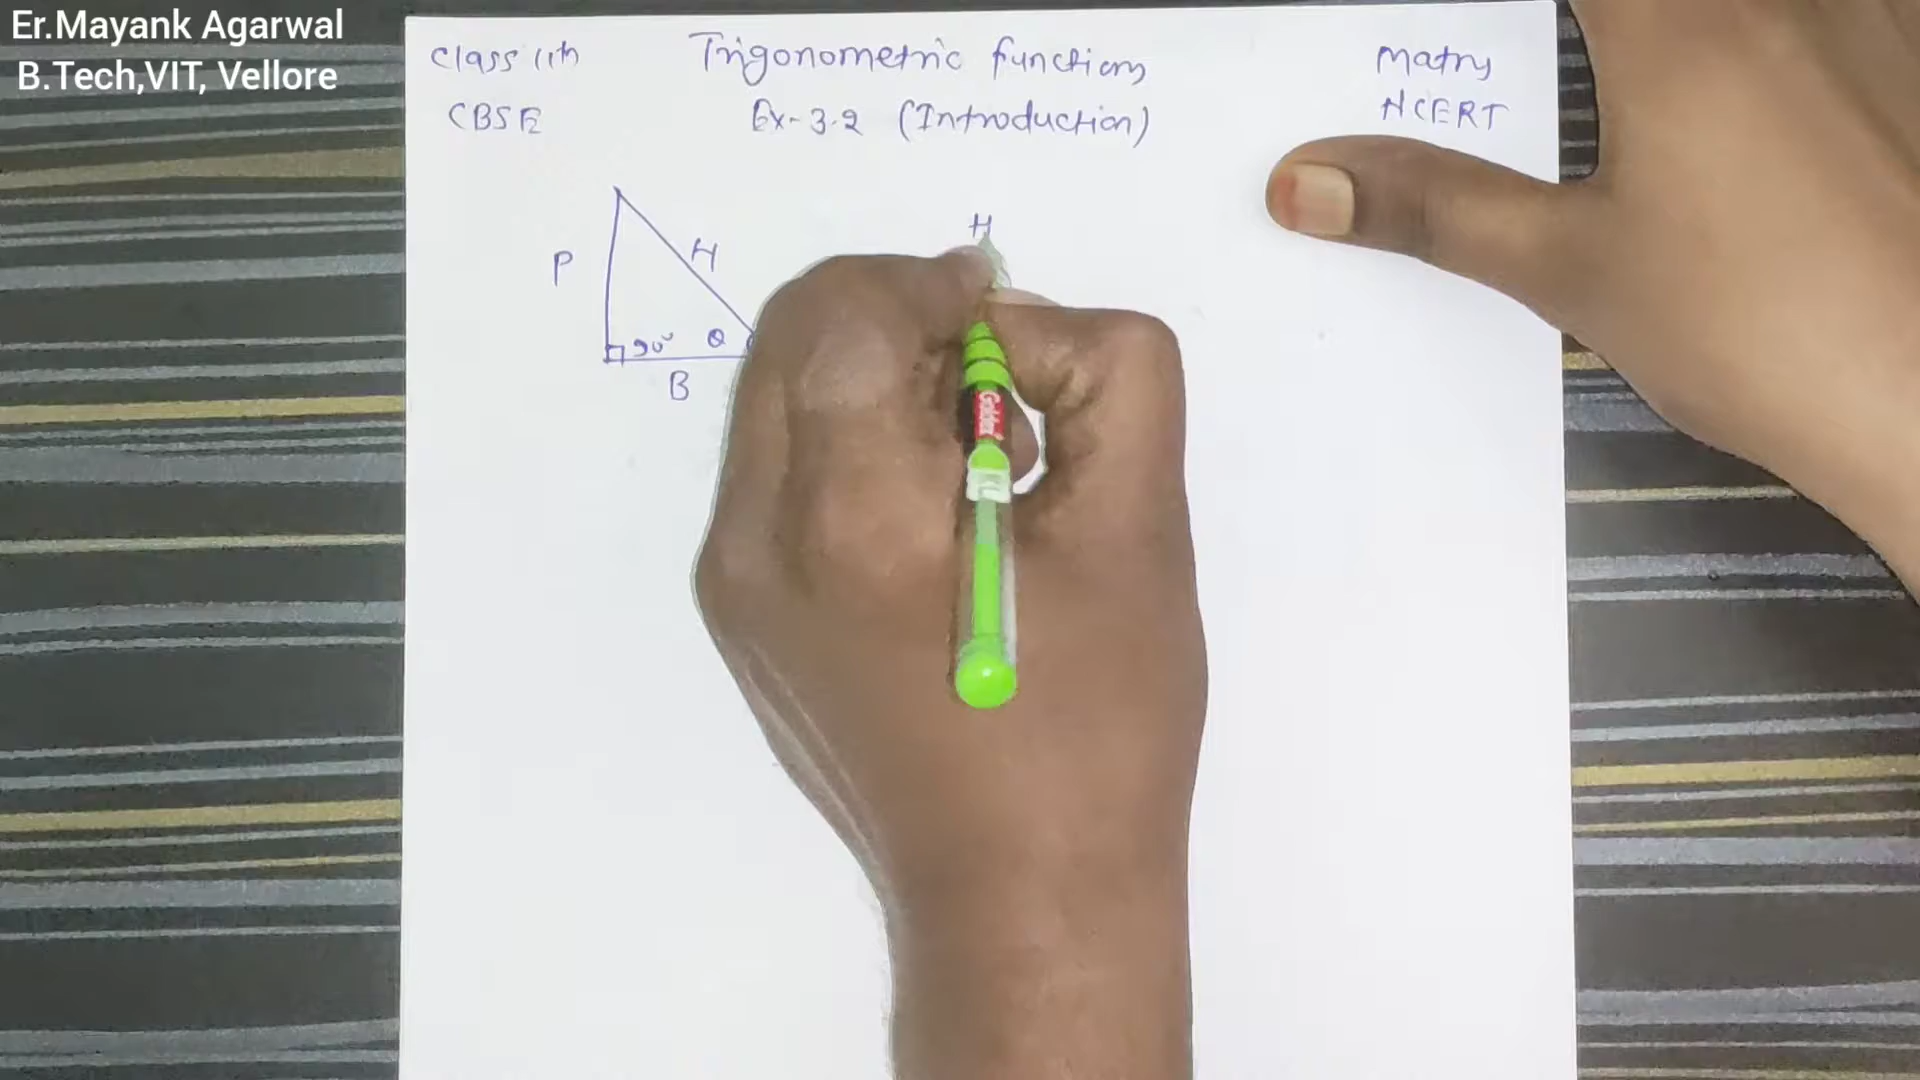 Er.Mayank Agarwal
B.Tech,VIT, Vellore
Class 11th Trigonometric functions Maths
CBSE Ex-3.2 (Introduction) NCERT
H
P H
90° θ
B